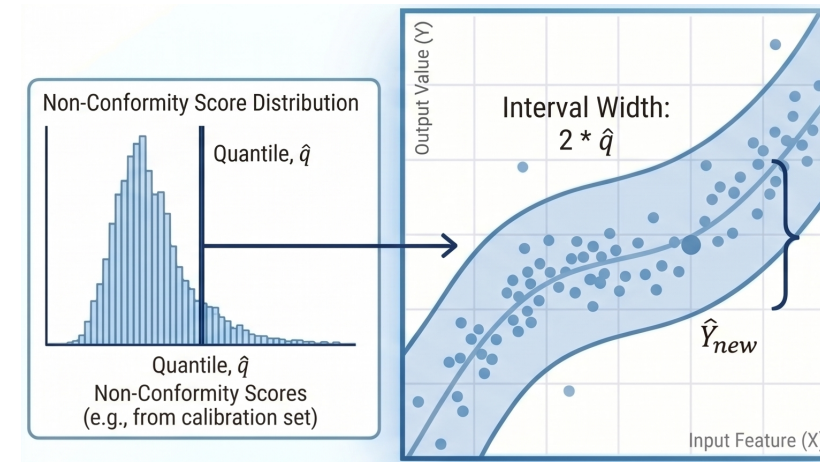 Non-Conformity Score Distribution
Quantile, q̂
Quantile, q̂
Non-Conformity Scores
(e.g., from calibration set)
Output Value (Y)
Interval Width:
2 * q̂
Ŷnew
Input Feature (X)